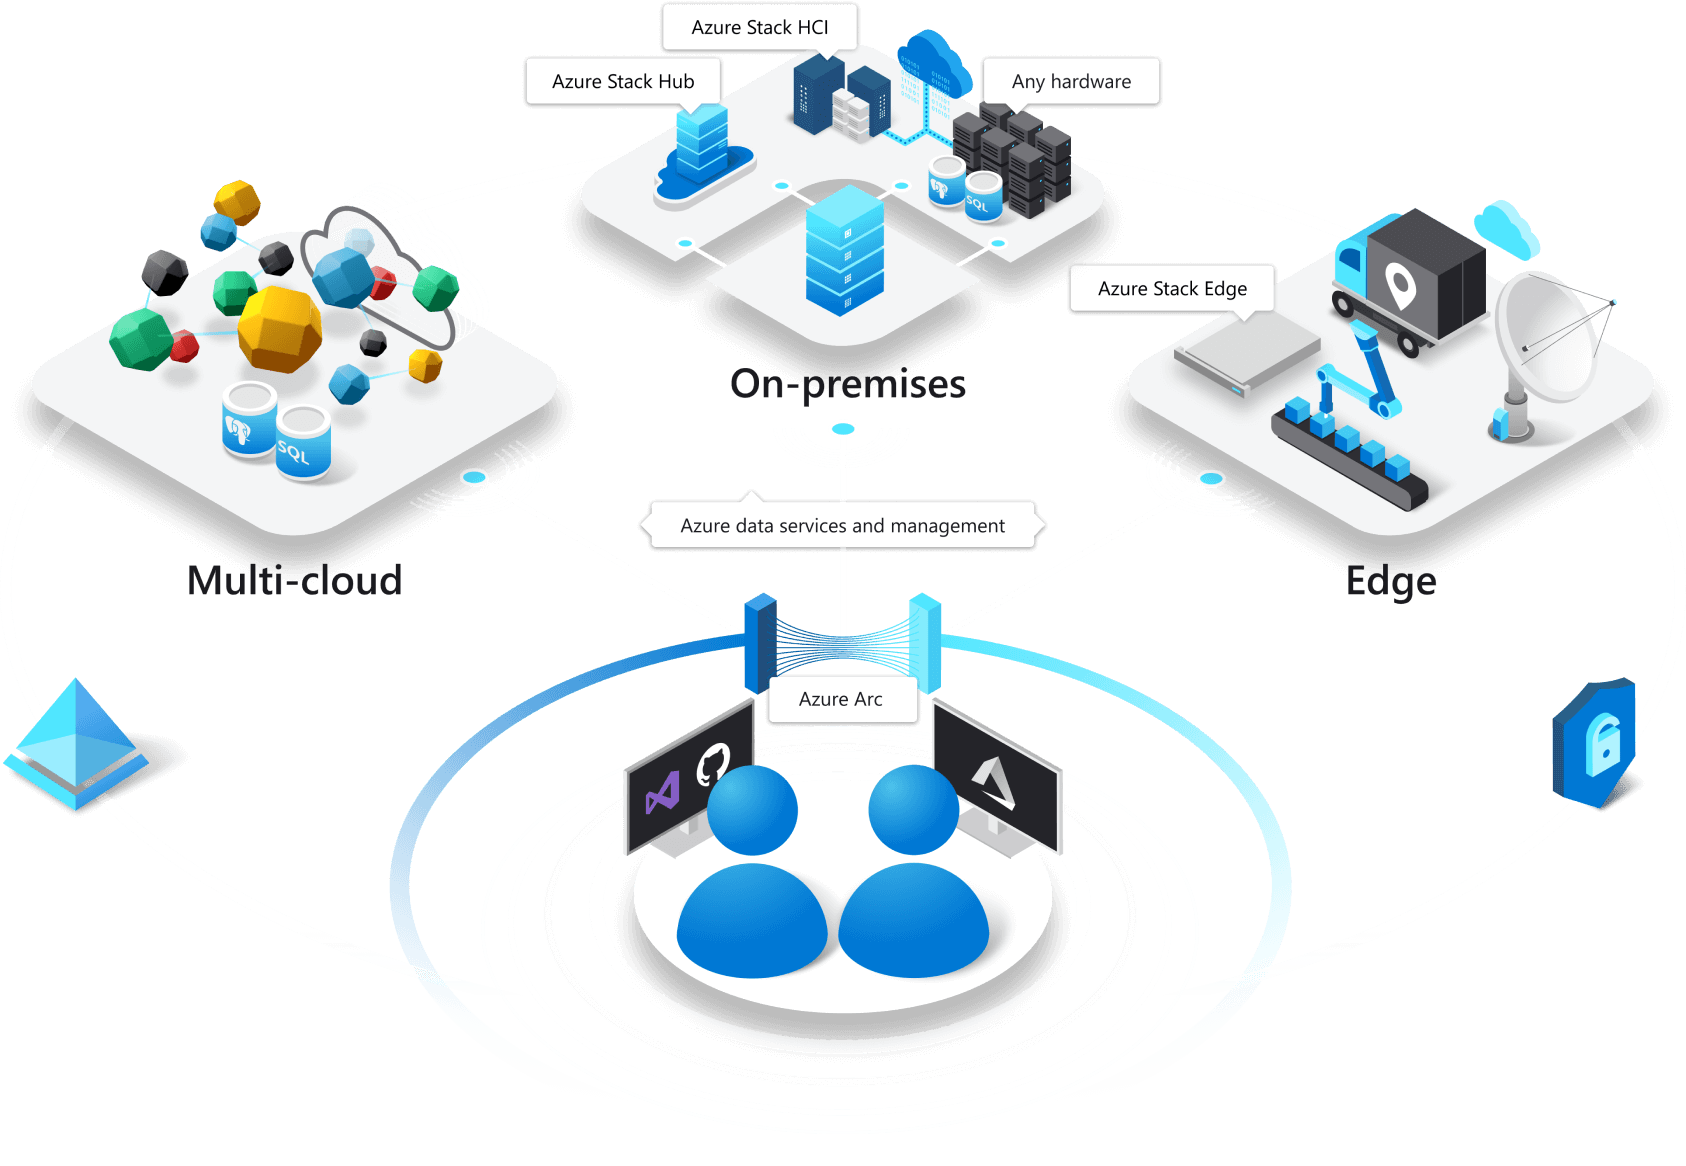 Azure Stack HCI
Azure Stack Hub
Any hardware
SQL
Azure Stack Edge
On-premises
SQL
Azure data services and management
Multi-cloud
Edge
Azure Arc